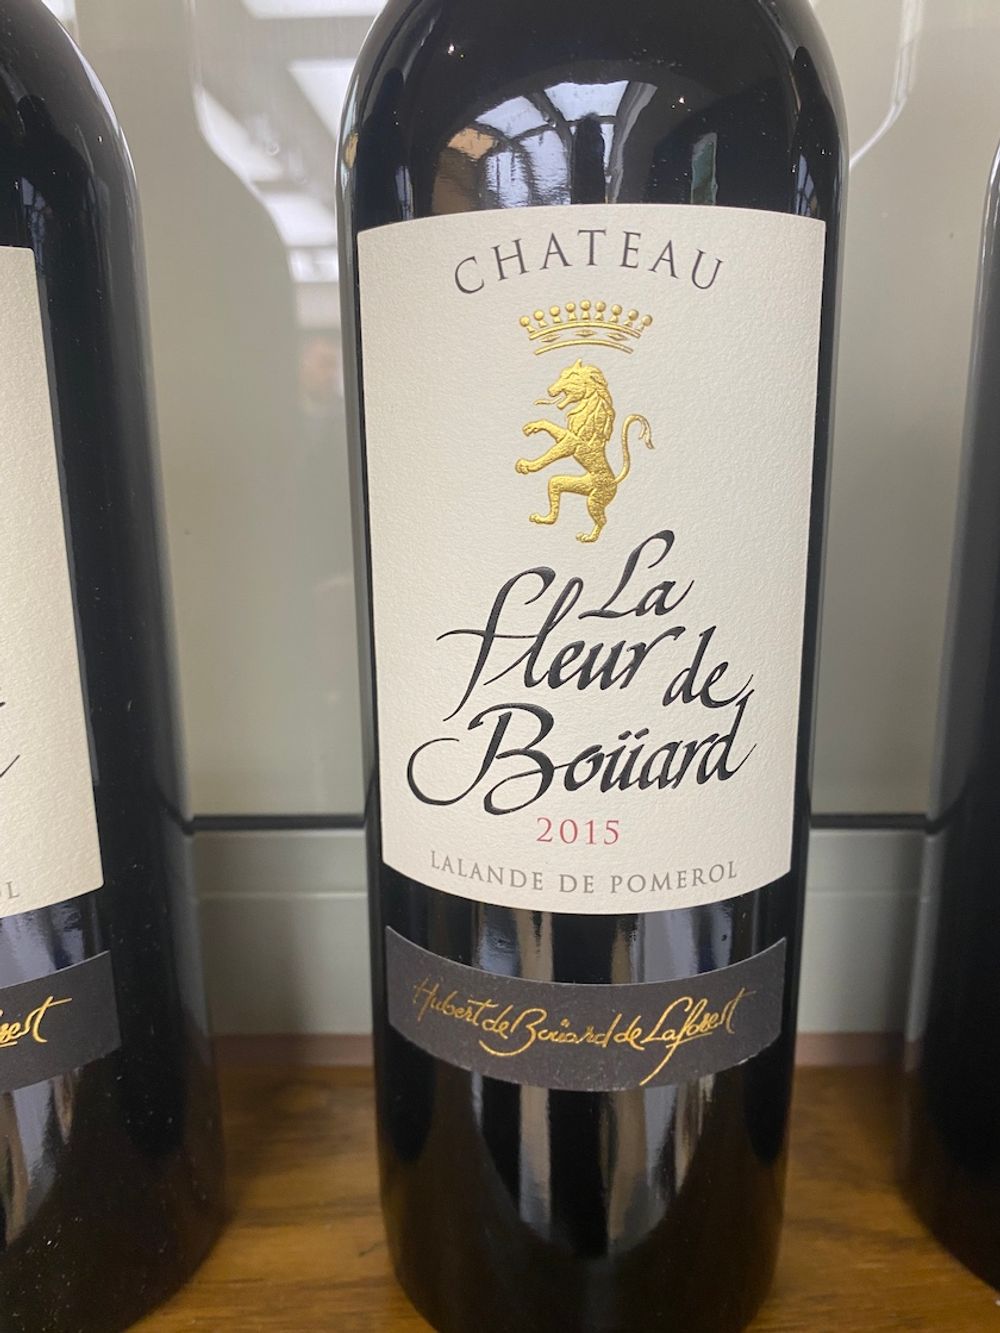 CHATEAU
La
fleur de
Boüard
2015
LALANDE DE POMEROL
Hubert de Boüard de Laforest